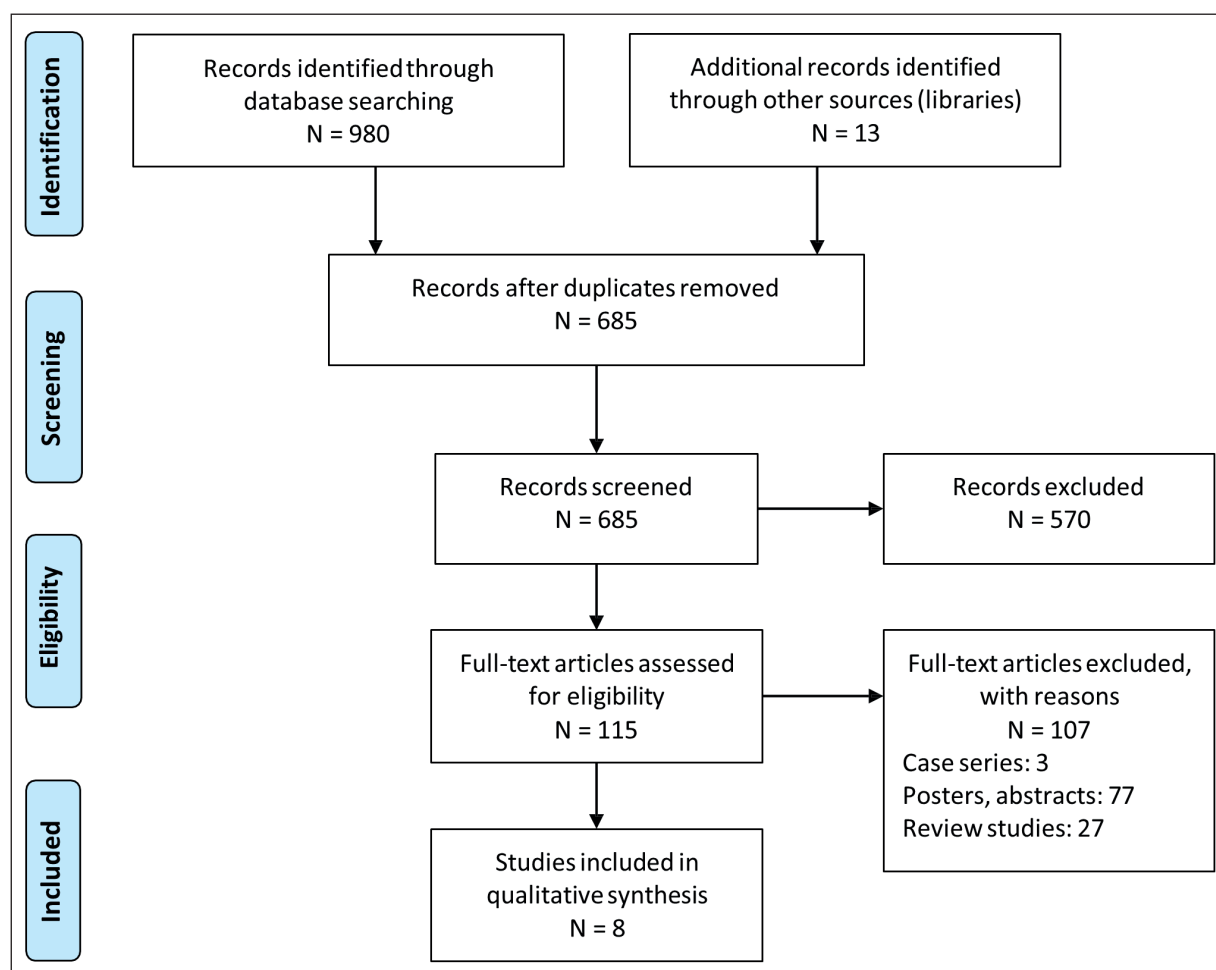 Identification
Records identified through
database searching
N = 980
Additional records identified
through other sources (libraries)
N = 13
Screening
Records after duplicates removed
N = 685
Records screened
N = 685
Records excluded
N = 570
Eligibility
Full-text articles assessed
for eligibility
N = 115
Full-text articles excluded,
with reasons
N = 107
Case series: 3
Posters, abstracts: 77
Review studies: 27
Included
Studies included in
qualitative synthesis
N = 8